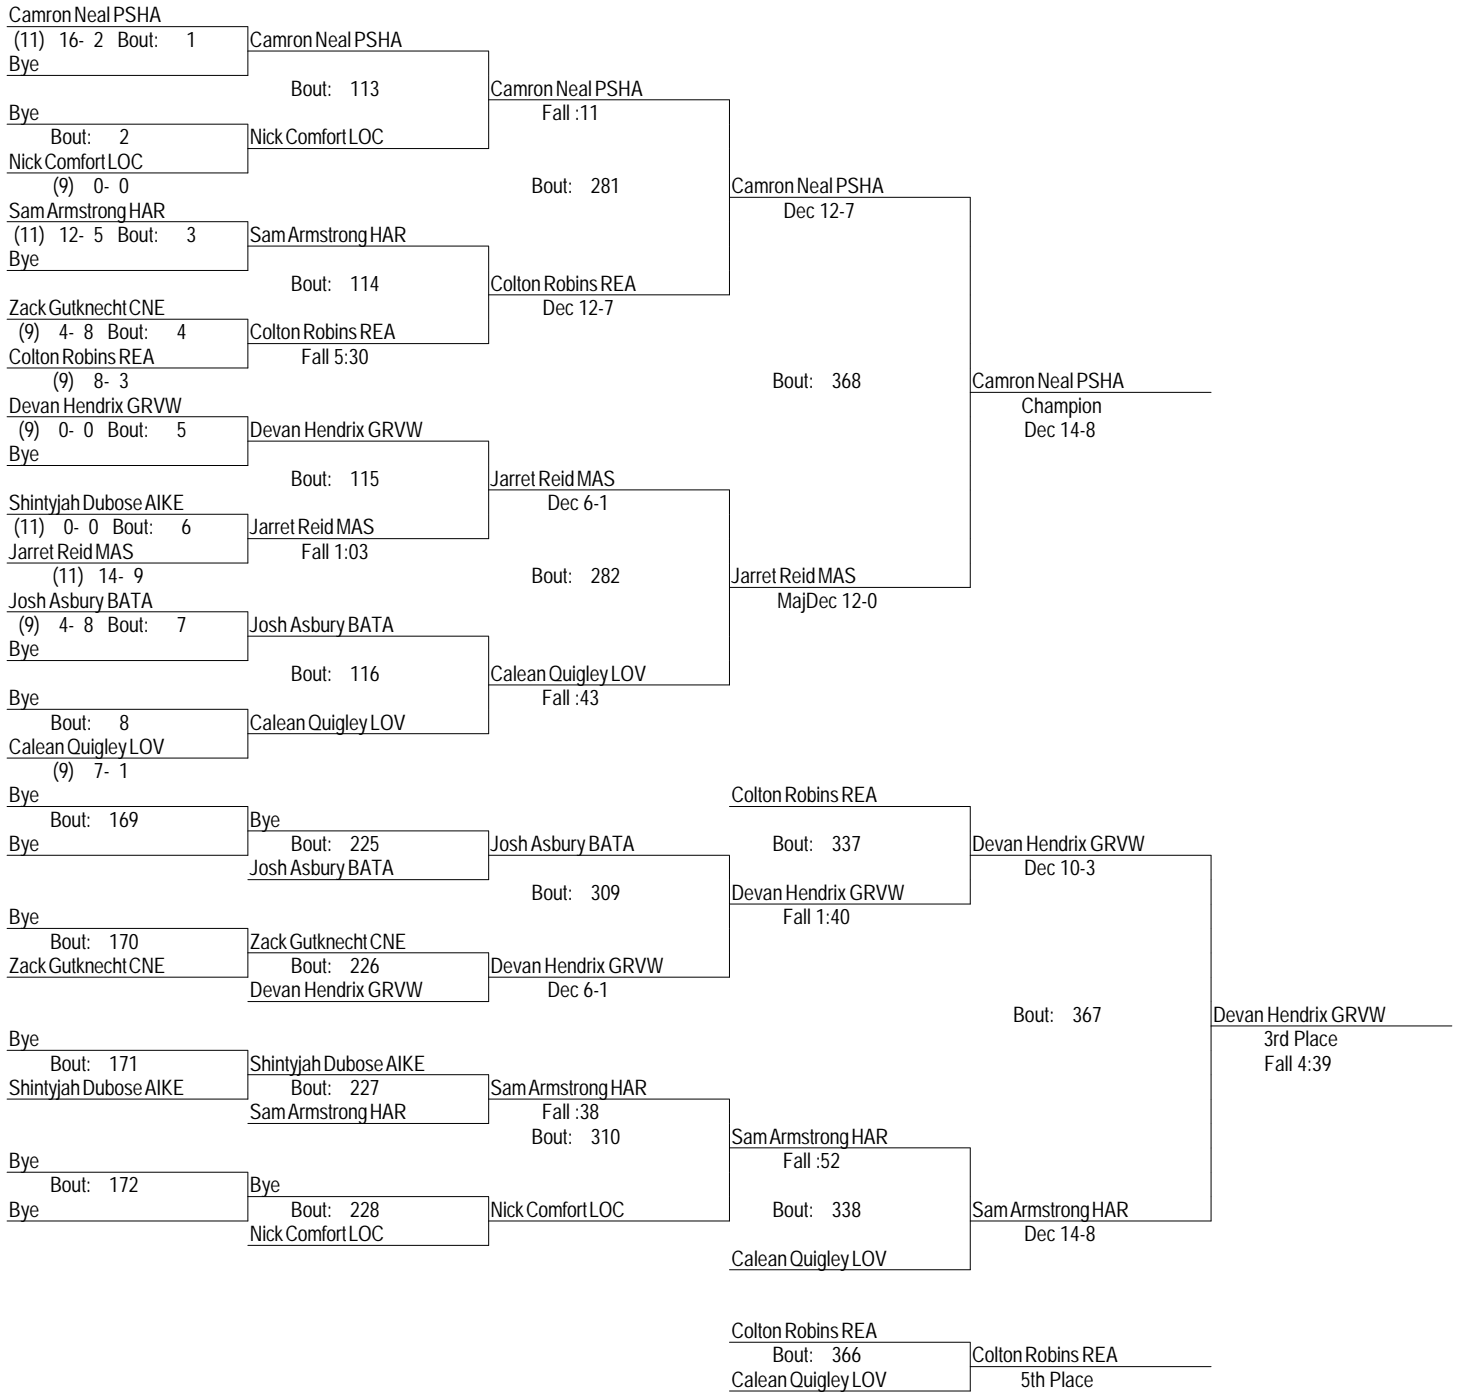 Camron Neal PSHA
(11) 16- 2 Bout: 1 Camron Neal PSHA
Bye
Bout: 113 Camron Neal PSHA
Bye Fall :11
Bout: 2 Nick Comfort LOC
Nick Comfort LOC
(9) 0- 0 Bout: 281 Camron Neal PSHA
Sam Armstrong HAR Dec 12-7
(11) 12- 5 Bout: 3 Sam Armstrong HAR
Bye
Bout: 114 Colton Robins REA
Zack Gutknecht CNE Dec 12-7
(9) 4- 8 Bout: 4 Colton Robins REA
Colton Robins REA Fall 5:30
(9) 8- 3 Bout: 368 Camron Neal PSHA
Devan Hendrix GRVW Champion
(9) 0- 0 Bout: 5 Devan Hendrix GRVW Dec 14-8
Bye
Bout: 115 Jarret Reid MAS
Shintyjah Dubose AIKE Dec 6-1
(11) 0- 0 Bout: 6 Jarret Reid MAS
Jarret Reid MAS Fall 1:03
(11) 14- 9 Bout: 282 Jarret Reid MAS
Josh Asbury BATA MajDec 12-0
(9) 4- 8 Bout: 7 Josh Asbury BATA
Bye
Bout: 116 Calean Quigley LOV
Bye Fall :43
Bout: 8 Calean Quigley LOV
Calean Quigley LOV
(9) 7- 1
Bye Colton Robins REA
Bout: 169 Bye
Bye Bout: 225 Josh Asbury BATA Bout: 337 Devan Hendrix GRVW
Josh Asbury BATA Dec 10-3
Bout: 309 Devan Hendrix GRVW
Bye Fall 1:40
Bout: 170 Zack Gutknecht CNE
Zack Gutknecht CNE Bout: 226 Devan Hendrix GRVW
Devan Hendrix GRVW Dec 6-1
Bout: 367 Devan Hendrix GRVW
Bye 3rd Place
Bout: 171 Shintyjah Dubose AIKE Fall 4:39
Shintyjah Dubose AIKE Bout: 227 Sam Armstrong HAR
Sam Armstrong HAR Fall :38
Bout: 310 Sam Armstrong HAR
Bye Fall :52
Bout: 172 Bye
Bye Bout: 228 Nick Comfort LOC Bout: 338 Sam Armstrong HAR
Nick Comfort LOC Dec 14-8
Calean Quigley LOV
Colton Robins REA
Bout: 366 Colton Robins REA
Calean Quigley LOV 5th Place